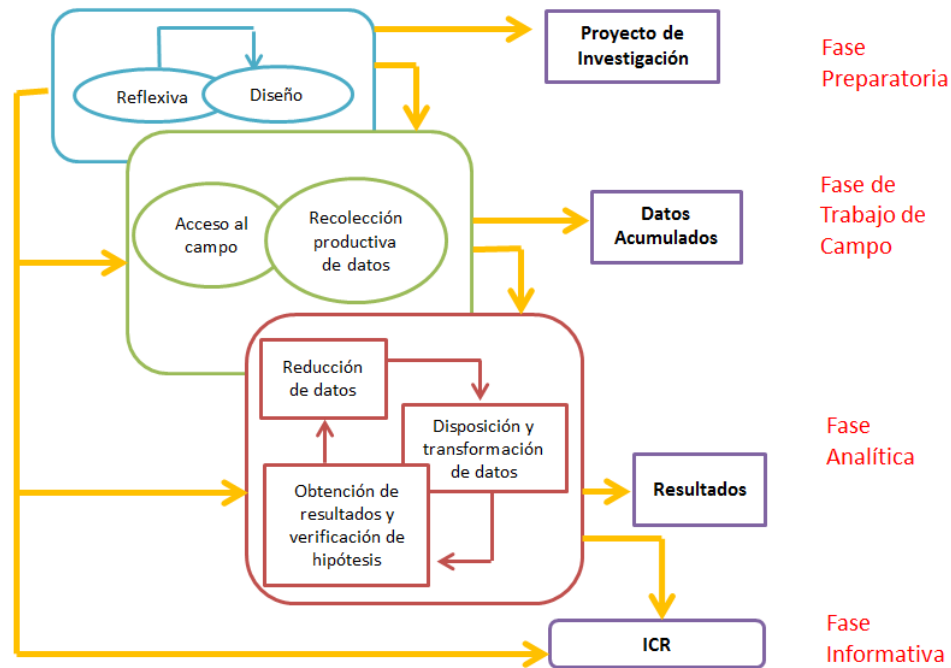 Reflexiva
Diseño
Proyecto de
Investigación
Fase
Preparatoria
Acceso al
campo
Recolección
productiva
de datos
Datos
Acumulados
Fase de
Trabajo de
Campo
Reducción
de datos
Disposición y
transformación
de datos
Obtención de
resultados y
verificación de
hipótesis
Resultados
Fase
Analítica
ICR
Fase
Informativa